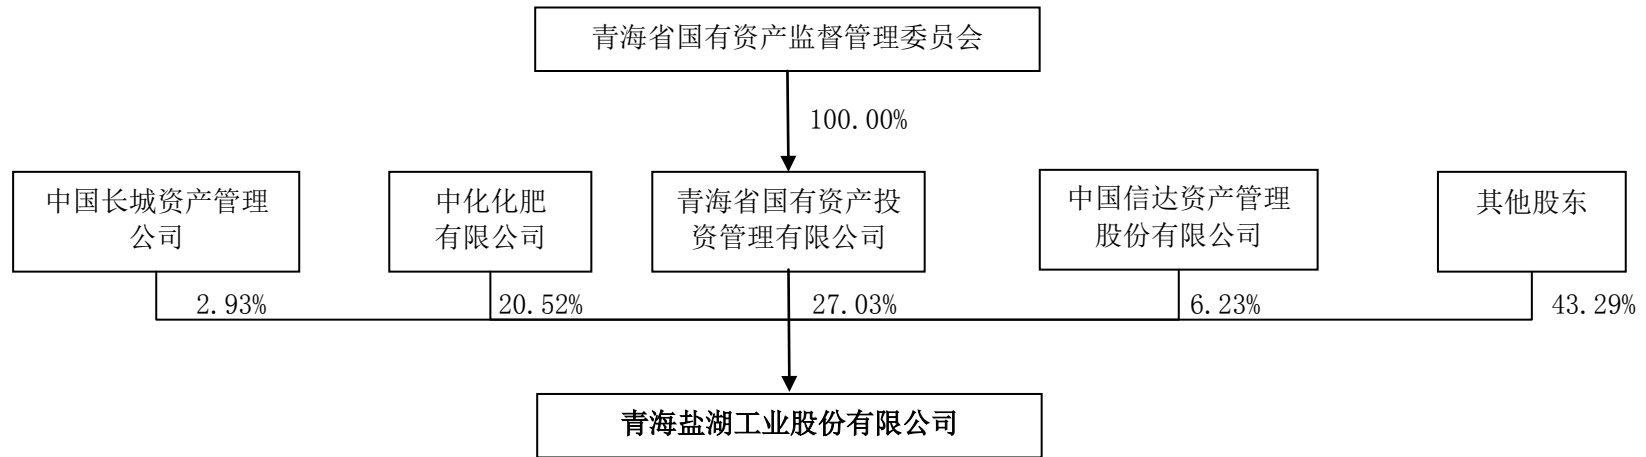 青海省国有资产监督管理委员会
100.00%
中国长城资产管理
公司
中化化肥
有限公司
青海省国有资产投
资管理有限公司
中国信达资产管理
股份有限公司
其他股东
2.93%
20.52%
27.03%
6.23%
43.29%
青海盐湖工业股份有限公司